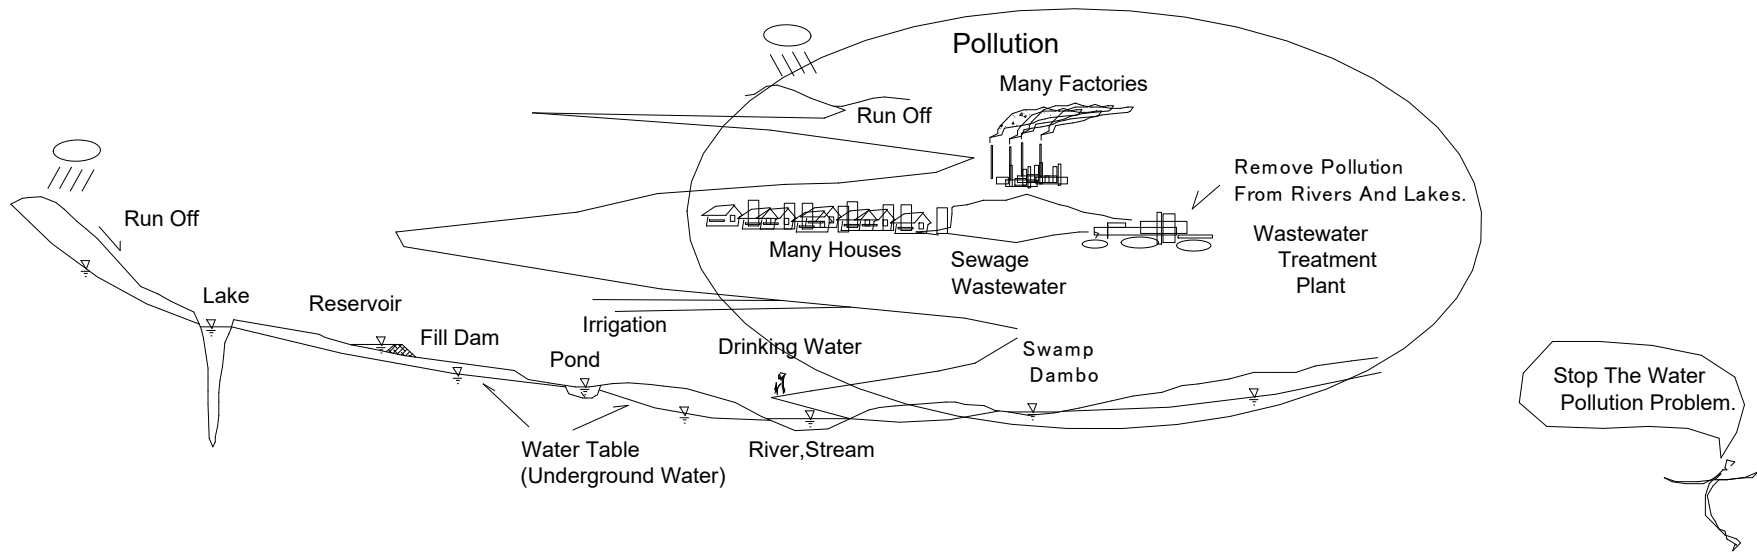 Pollution
Many Factories
Run Off
Remove Pollution
From Rivers And Lakes.
Run Off
Many Houses
Sewage
Wastewater
Wastewater
Treatment
Plant
Lake
Reservoir
Irrigation
Fill Dam
Drinking Water
Pond
Swamp
Dambo
Stop The Water
Pollution Problem.
Water Table
(Underground Water)
River,Stream